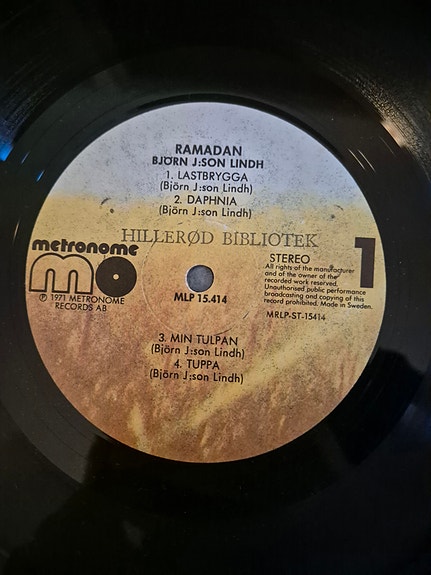 RAMADAN
BJÖRN J:SON LINDH
1. LASTBRYGGA
(Björn J:son Lindh)
2. DAPHNIA
(Björn J:son Lindh)
HILLERØD BIBLIOTEK
metronome
mo
℗ 1971 METRONOME
RECORDS AB
MLP 15.414
STEREO
1
All rights of the manufacturer
and of the owner of the
recorded work reserved.
Unauthorised public performance
broadcasting and copying of this
record prohibited. Made in Sweden.
MRLP-ST-15414
3. MIN TULPAN
(Björn J:son Lindh)
4. TUPPA
(Björn J:son Lindh)